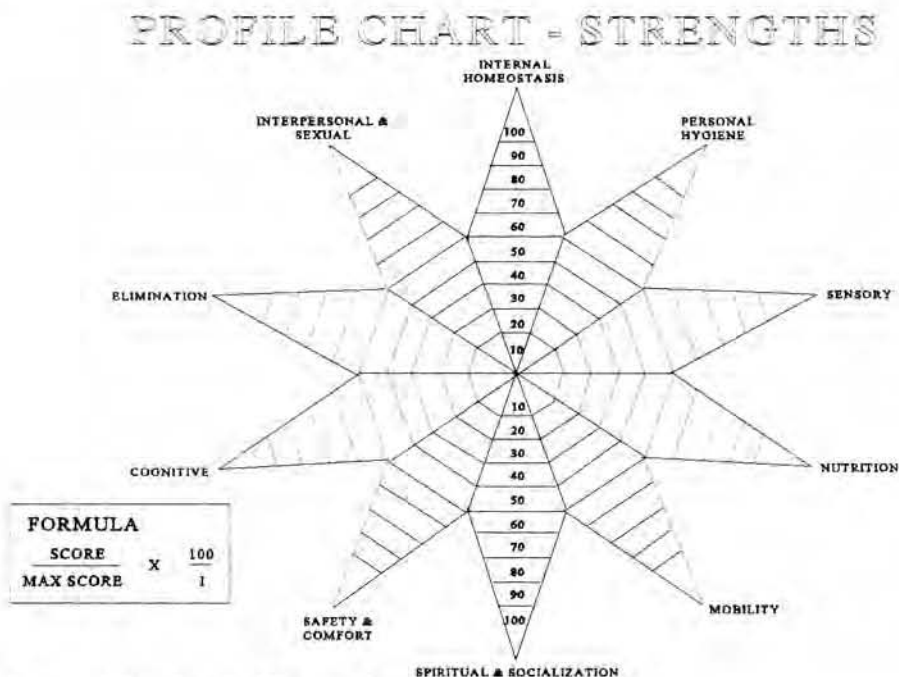 PROFILE CHART - STRENGTHS
INTERNAL
HOMEOSTASIS
INTERPERSONAL &
SEXUAL
PERSONAL
HYGIENE
100
90
80
70
60
50
40
30
20
10
ELIMINATION
SENSORY
10
20
30
40
50
60
70
80
90
100
COGNITIVE
NUTRITION
FORMULA
SCORE
MAX SCORE
X
100
1
SAFETY &
COMFORT
MOBILITY
SPIRITUAL & SOCIALIZATION